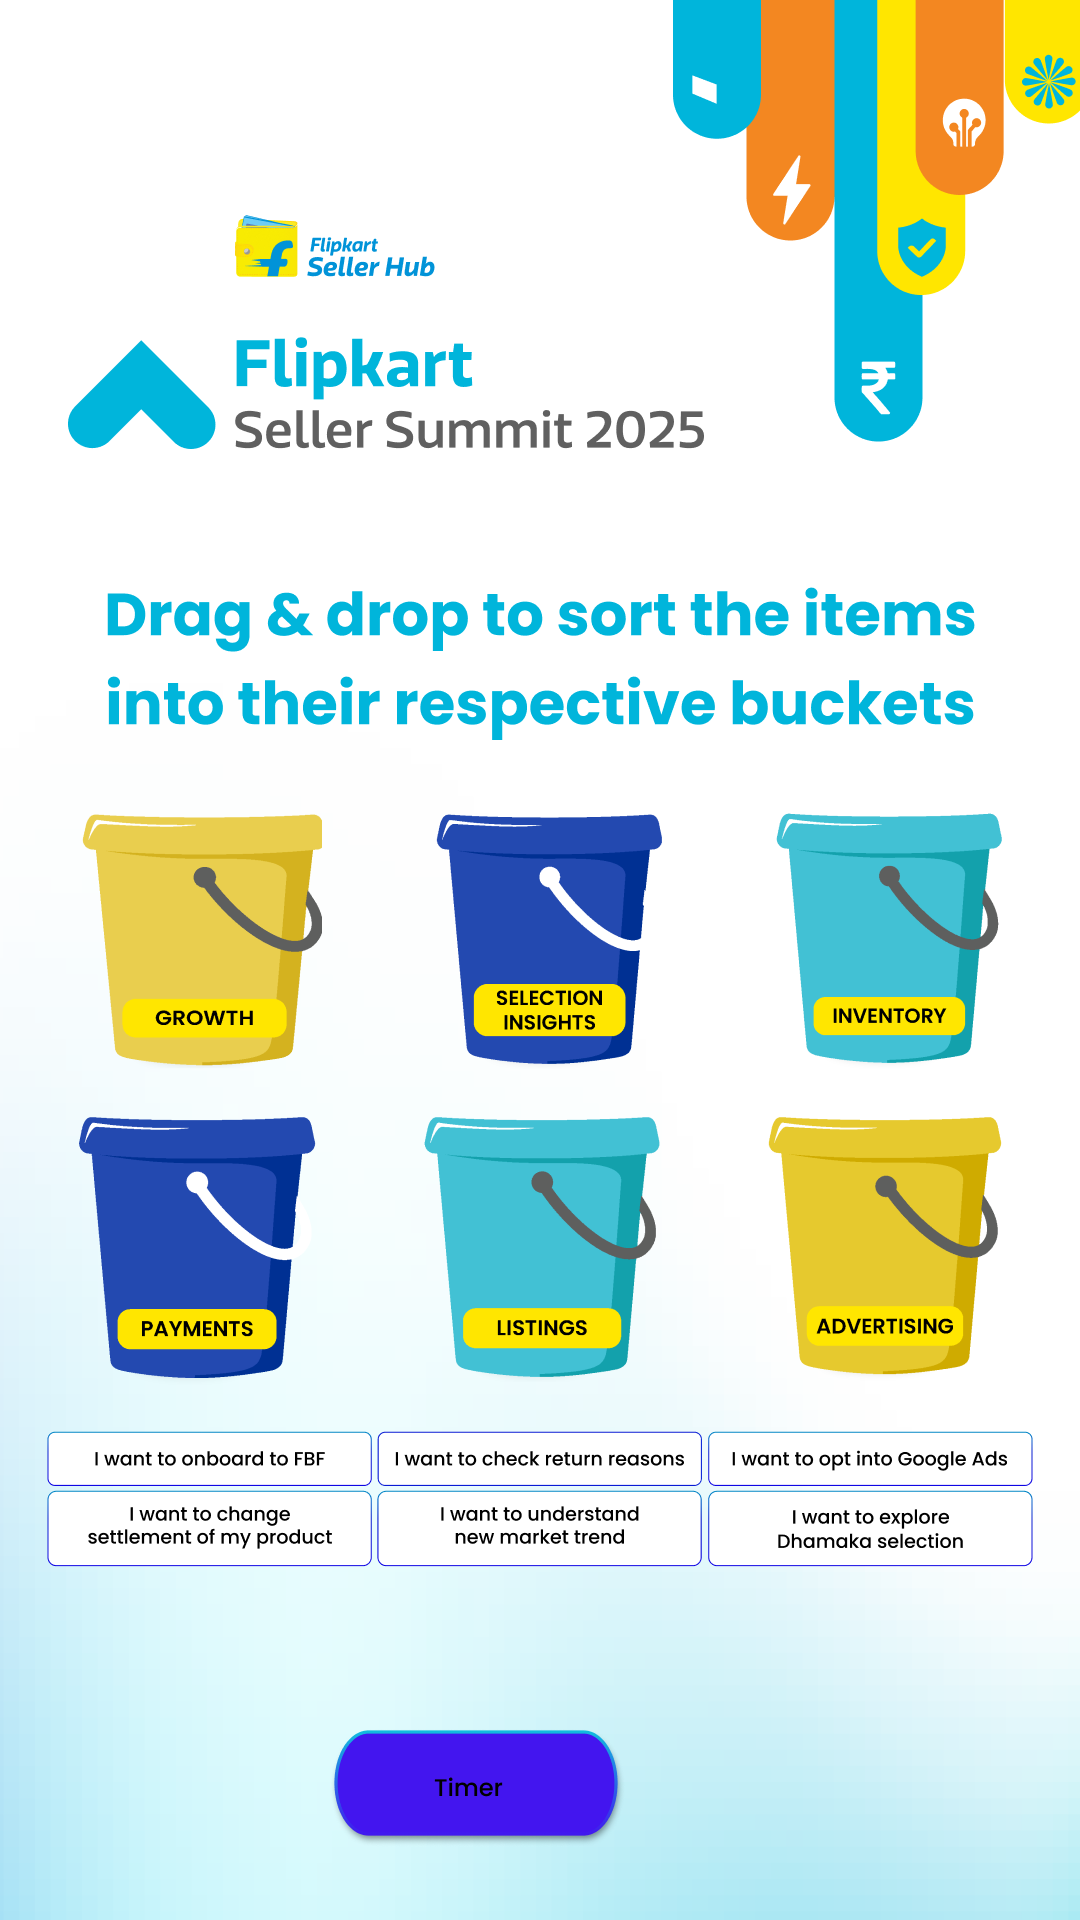 Flipkart
Seller Hub
Flipkart
Seller Summit 2025
₹
Drag & drop to sort the items
into their respective buckets
GROWTH
SELECTION
INSIGHTS
INVENTORY
PAYMENTS
LISTINGS
ADVERTISING
I want to onboard to FBF
I want to check return reasons
I want to opt into Google Ads
I want to change
settlement of my product
I want to understand
new market trend
I want to explore
Dhamaka selection
Timer